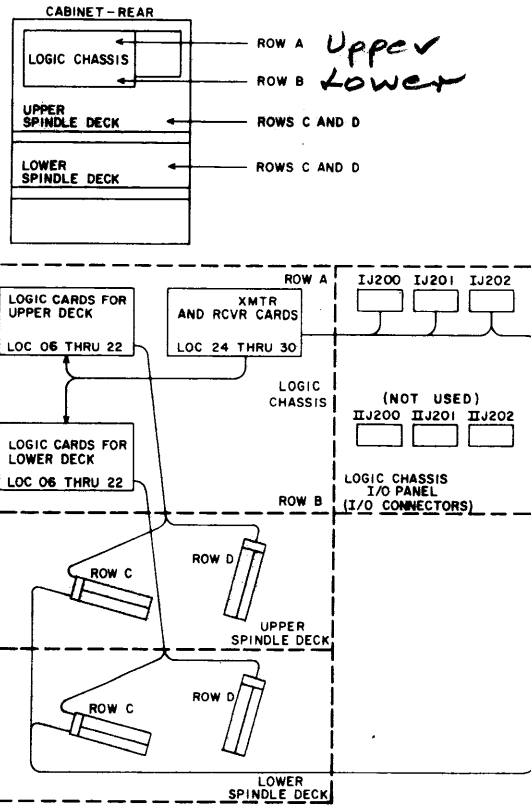 CABINET-REAR
ROW A Upper
LOGIC CHASSIS
ROW B Lower
UPPER
SPINDLE DECK
ROWS C AND D
LOWER
SPINDLE DECK
ROWS C AND D
ROW A
IJ200 IJ201 IJ202
LOGIC CARDS FOR
UPPER DECK
LOC 06 THRU 22
XMTR
AND RCVR CARDS
LOC 24 THRU 30
LOGIC
CHASSIS
(NOT USED)
IIJ200 IIJ201 IIJ202
LOGIC CARDS FOR
LOWER DECK
LOC 06 THRU 22
ROW B
LOGIC CHASSIS
I/O PANEL
(I/O CONNECTORS)
ROW C
ROW D
UPPER
SPINDLE DECK
ROW C
ROW D
LOWER
SPINDLE DECK